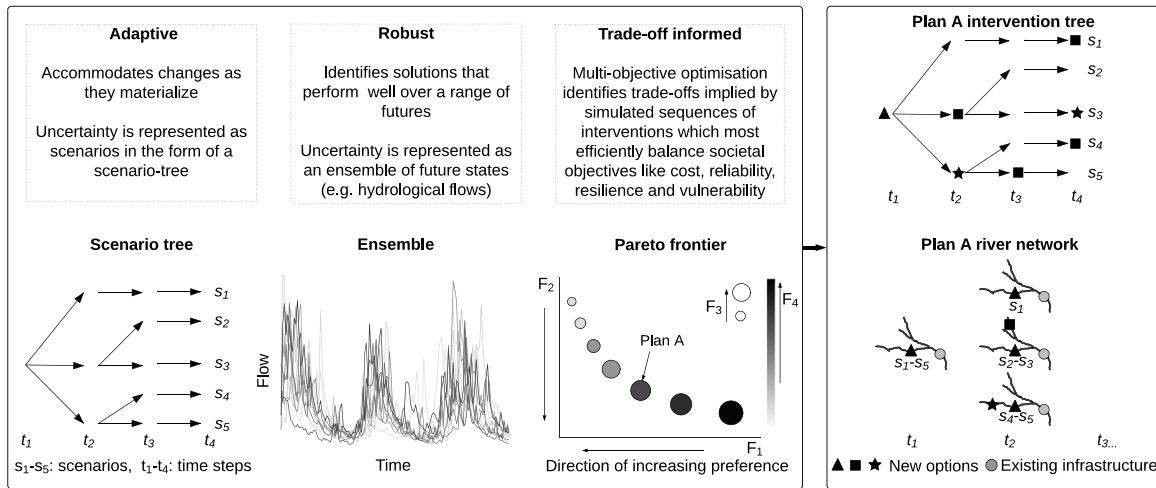 Adaptive
Accommodates changes as
they materialize
Uncertainty is represented as
scenarios in the form of a
scenario-tree
Robust
Identifies solutions that
perform well over a range of
futures
Uncertainty is represented as
an ensemble of future states
(e.g. hydrological flows)
Trade-off informed
Multi-objective optimisation
identifies trade-offs implied by
simulated sequences of
interventions which most
efficiently balance societal
objectives like cost, reliability,
resilience and vulnerability
Scenario tree
s1
s2
s3
s4
s5
t1 t2 t3 t4
s1-s5: scenarios, t1-t4: time steps
Ensemble
Flow
Time
Pareto frontier
F2
F3
F4
Plan A
F1
Direction of increasing preference
Plan A intervention tree
s1
s2
s3
s4
s5
t1 t2 t3 t4
Plan A river network
s1
s1-s5
s2-s3
s4-s5
t1 t2 t3...
New options Existing infrastructure